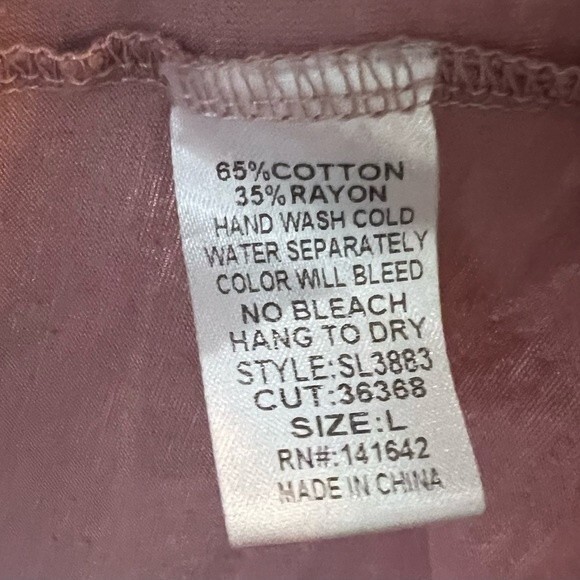 65%COTTON
35%RAYON
HAND WASH COLD
WATER SEPARATELY
COLOR WILL BLEED
NO BLEACH
HANG TO DRY
STYLE:SL3883
CUT:36368
SIZE:L
RN#:141642
MADE IN CHINA